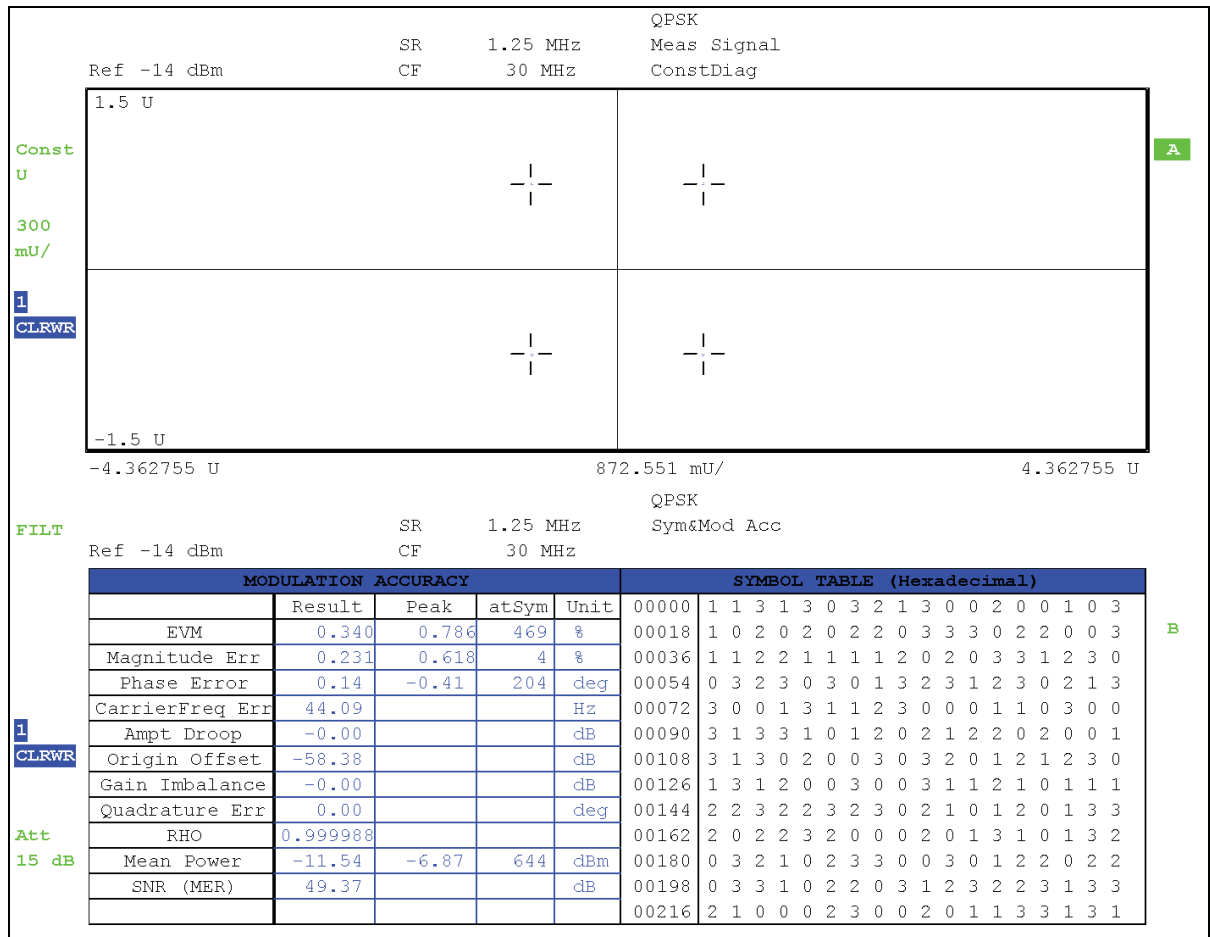 QPSK
SR 1.25 MHz Meas Signal
Ref -14 dBm CF 30 MHz ConstDiag
1.5 U
Const
A
U
300
mU/
1
CLRWR
-1.5 U
-4.362755 U 872.551 mU/ 4.362755 U
QPSK
FILT SR 1.25 MHz Sym&Mod Acc
Ref -14 dBm CF 30 MHz
MODULATION ACCURACY SYMBOL TABLE (Hexadecimal)
Result Peak atSym Unit 00000 1 1 3 1 3 0 3 2 1 3 0 0 2 0 0 1 0 3
EVM 0.340 0.786 469 % 00018 1 0 2 0 2 0 2 2 0 3 3 3 0 2 2 0 0 3 B
Magnitude Err 0.231 0.618 4 % 00036 1 1 2 2 1 1 1 1 2 0 2 0 3 3 1 2 3 0
Phase Error 0.14 -0.41 204 deg 00054 0 3 2 3 0 3 0 1 3 2 3 1 2 3 0 2 1 3
CarrierFreq Err 44.09 Hz 00072 3 0 0 1 3 1 1 2 3 0 0 0 1 1 0 3 0 0
1
Ampt Droop -0.00 dB 00090 3 1 3 3 1 0 1 2 0 2 1 2 2 0 2 0 0 1
CLRWR Origin Offset -58.38 dB 00108 3 1 3 0 2 0 0 3 0 3 2 0 1 2 1 2 3 0
Gain Imbalance -0.00 dB 00126 1 3 1 2 0 0 3 0 0 3 1 1 2 1 0 1 1 1
Quadrature Err 0.00 deg 00144 2 2 3 2 2 3 2 3 0 2 1 0 1 2 0 1 3 3
Att RHO 0.999988 00162 2 0 2 2 3 2 0 0 0 2 0 1 3 1 0 1 3 2
15 dB Mean Power -11.54 -6.87 644 dBm 00180 0 3 2 1 0 2 3 3 0 0 3 0 1 2 2 0 2 2
SNR (MER) 49.37 dB 00198 0 3 3 1 0 2 2 0 3 1 2 3 2 2 3 1 3 3
00216 2 1 0 0 0 2 3 0 0 2 0 1 1 3 3 1 3 1